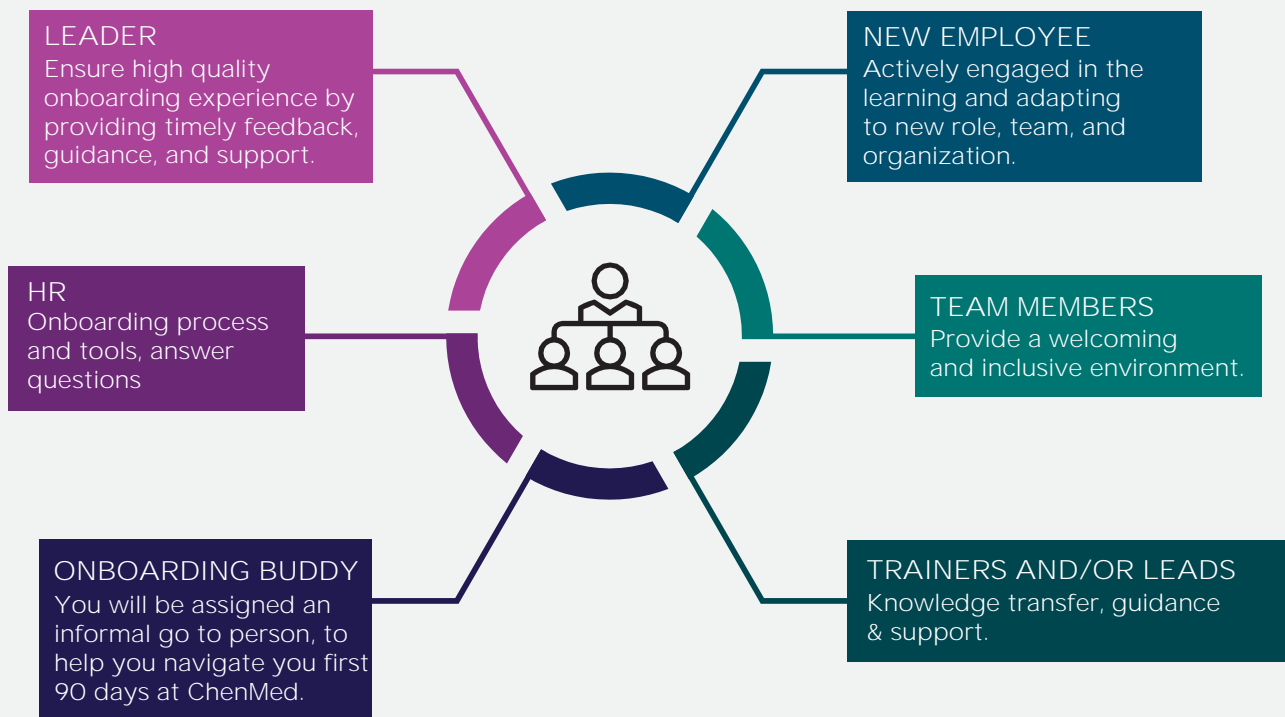 LEADER
Ensure high quality
onboarding experience by
providing timely feedback,
guidance, and support.
NEW EMPLOYEE
Actively engaged in the
learning and adapting
to new role, team, and
organization.
HR
Onboarding process
and tools, answer
questions
TEAM MEMBERS
Provide a welcoming
and inclusive environment.
ONBOARDING BUDDY
You will be assigned an
informal go to person, to
help you navigate you first
90 days at ChenMed.
TRAINERS AND/OR LEADS
Knowledge transfer, guidance
& support.